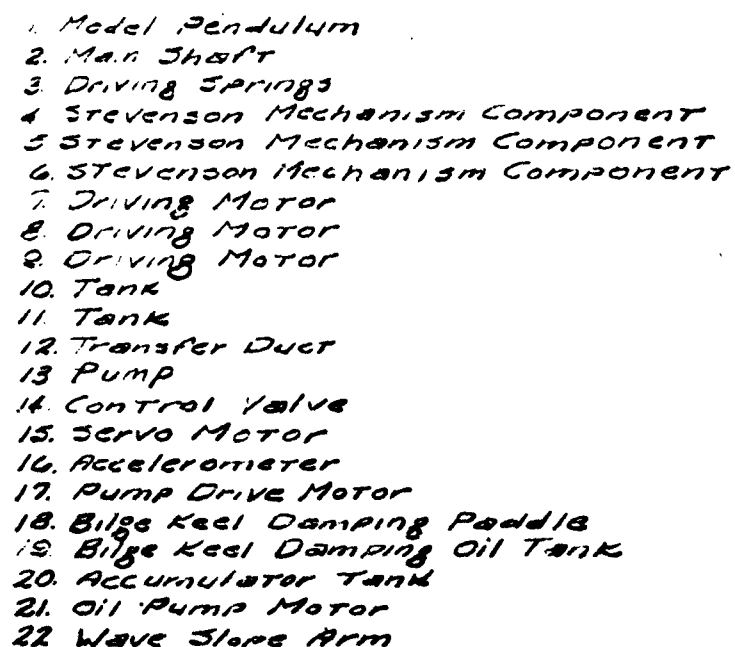 1. Model Pendulum
2. Main Shaft
3. Driving Springs
4 Stevenson Mechanism Component
5 Stevenson Mechanism Component
6. Stevenson Mechanism Component
7. Driving Motor
8. Driving Motor
9. Driving Motor
10. Tank
11. Tank
12. Transfer Duct
13 Pump
14. Control Valve
15. Servo Motor
16. Accelerometer
17. Pump Drive Motor
18. Bilge Keel Damping Paddle
19. Bilge Keel Damping Oil Tank
20. Accumulator Tank
21. Oil Pump Motor
22 Wave Slope Arm